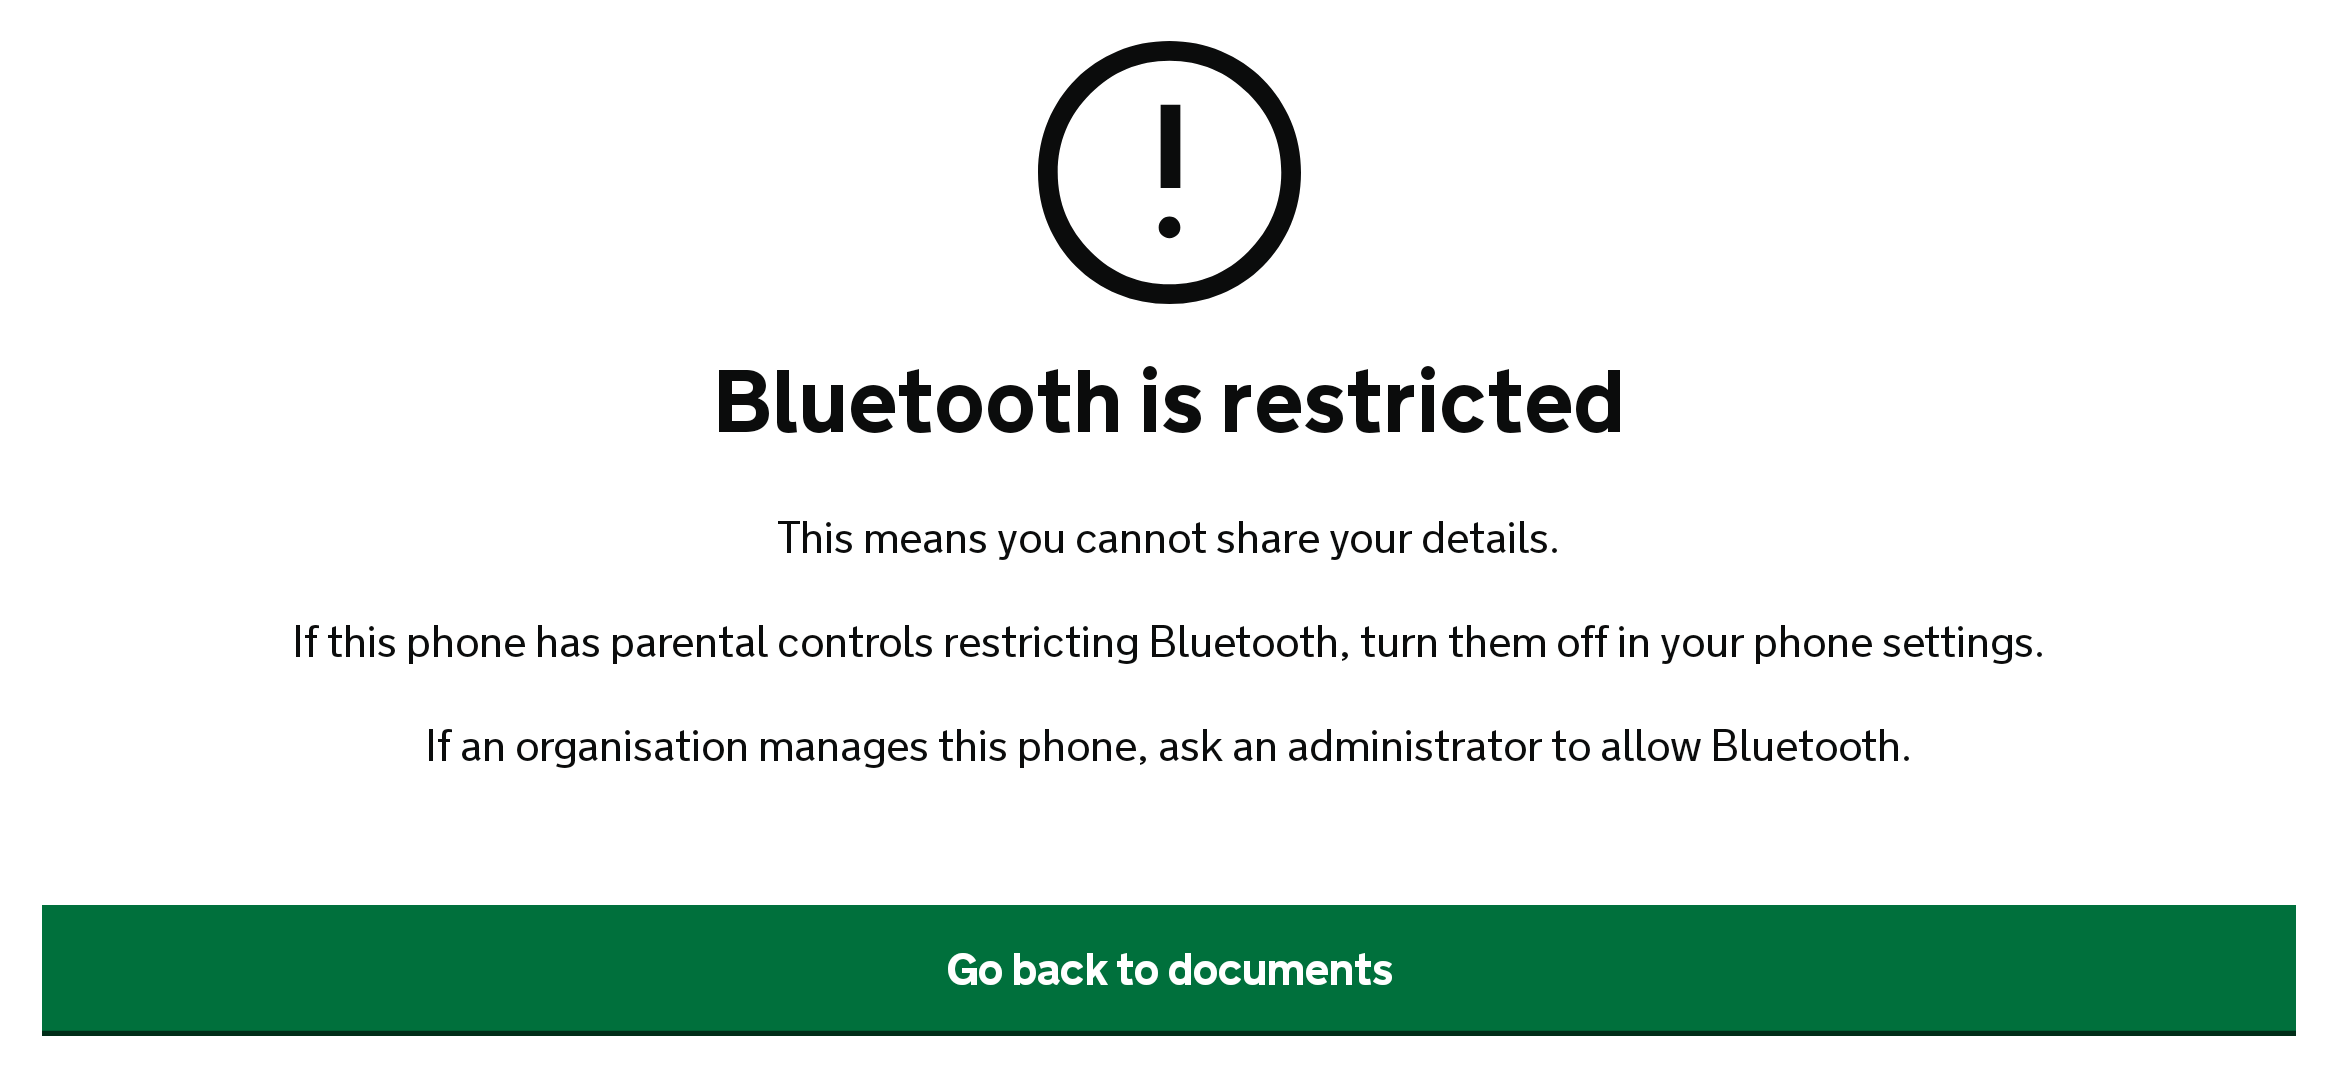 Bluetooth is restricted
This means you cannot share your details.
If this phone has parental controls restricting Bluetooth, turn them off in your phone settings.
If an organisation manages this phone, ask an administrator to allow Bluetooth.
Go back to documents